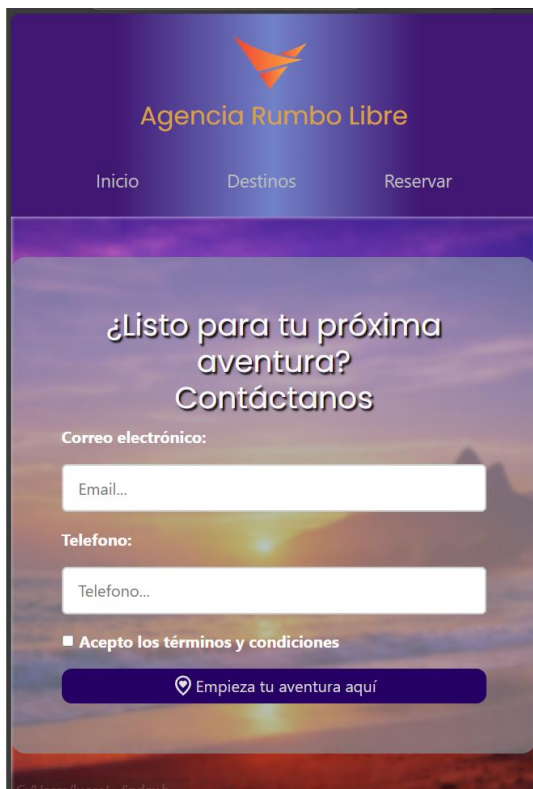 Agencia Rumbo Libre
Inicio Destinos Reservar
¿Listo para tu próxima
aventura?
Contáctanos
Correo electrónico:
Email...
Telefono:
Telefono...
Acepto los términos y condiciones
Empieza tu aventura aquí